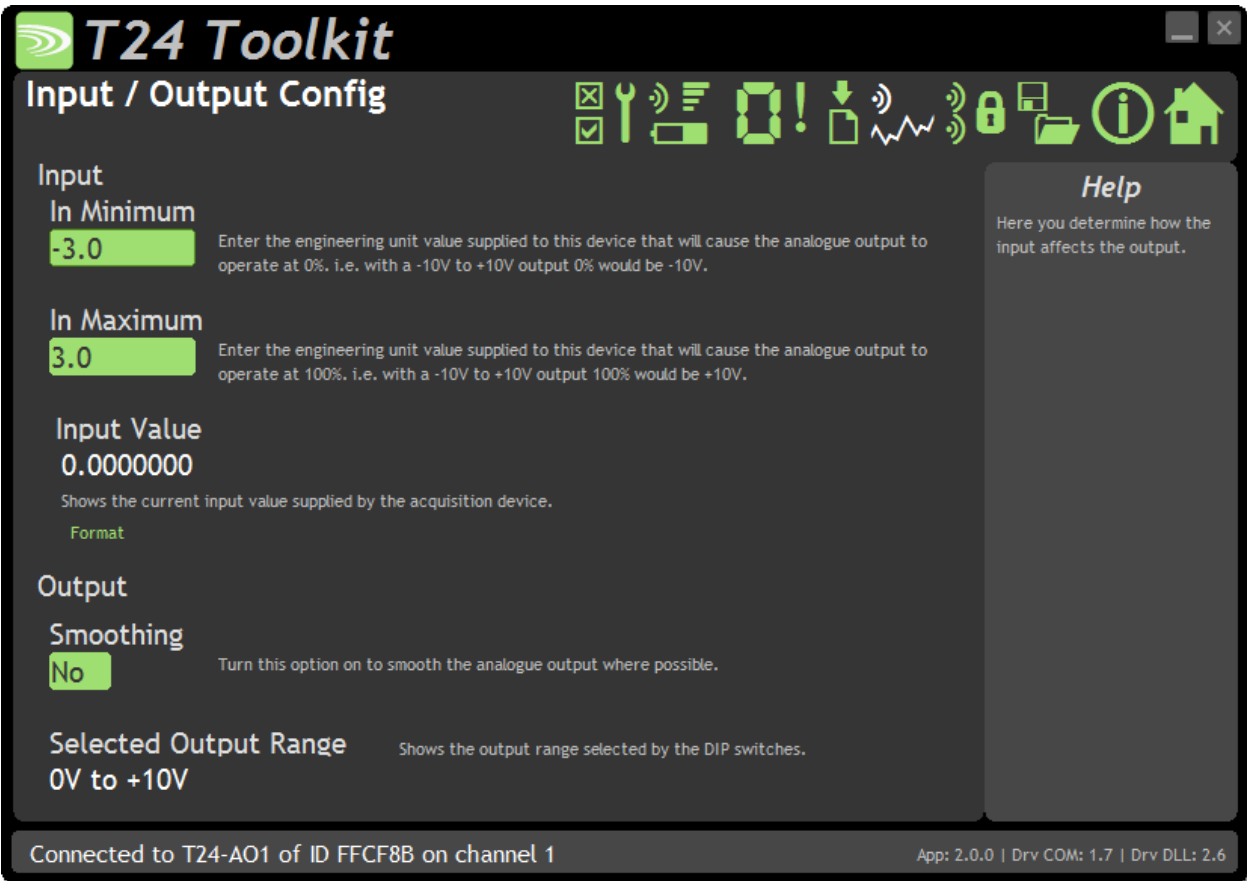 T24 Toolkit
Input / Output Config
Input
In Minimum
-3.0
Enter the engineering unit value supplied to this device that will cause the analogue output to
operate at 0%. i.e. with a -10V to +10V output 0% would be -10V.
In Maximum
3.0
Enter the engineering unit value supplied to this device that will cause the analogue output to
operate at 100%. i.e. with a -10V to +10V output 100% would be +10V.
Input Value
0.0000000
Shows the current input value supplied by the acquisition device.
Format
Output
Smoothing
No
Turn this option on to smooth the analogue output where possible.
Selected Output Range
Shows the output range selected by the DIP switches.
0V to +10V
Help
Here you determine how the
input affects the output.
Connected to T24-AO1 of ID FFCF8B on channel 1
App: 2.0.0 | Drv COM: 1.7 | Drv DLL: 2.6